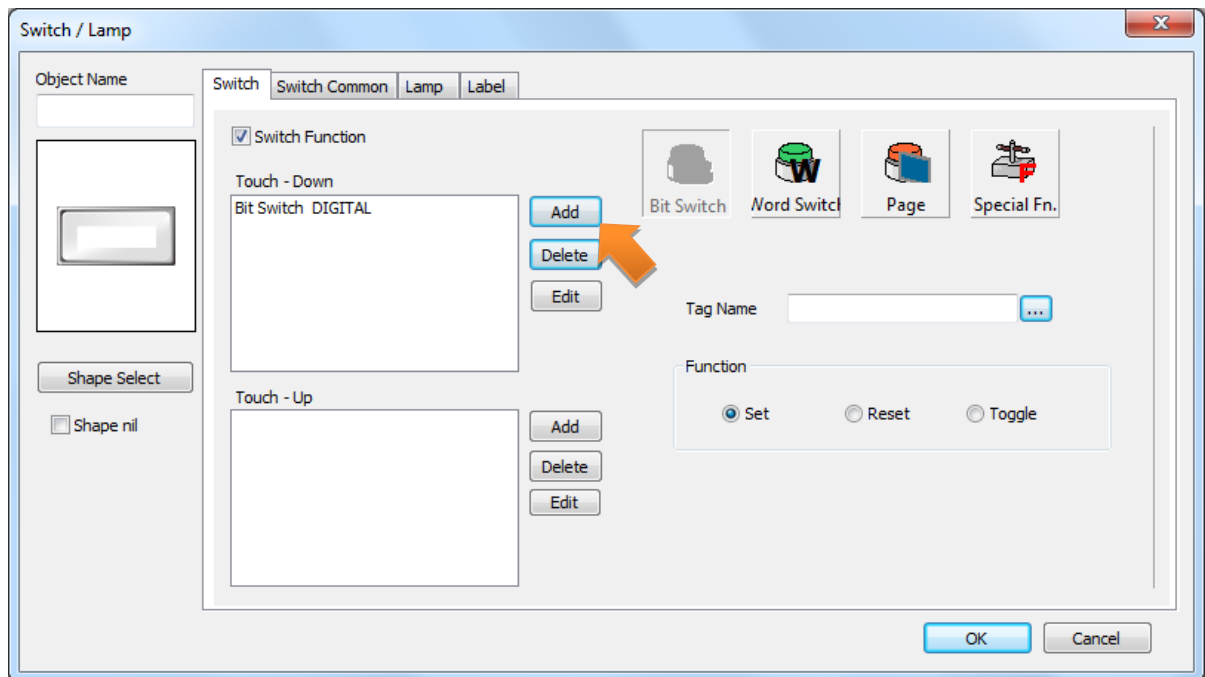 Switch / Lamp
Object Name
Switch
Switch Common
Lamp
Label
Switch Function
Touch - Down
Bit Switch DIGITAL
Add
Delete
Edit
Touch - Up
Add
Delete
Edit
Bit Switch
Word Switch
Page
Special Fn.
Tag Name
...
Function
Set
Reset
Toggle
Shape Select
Shape nil
OK
Cancel